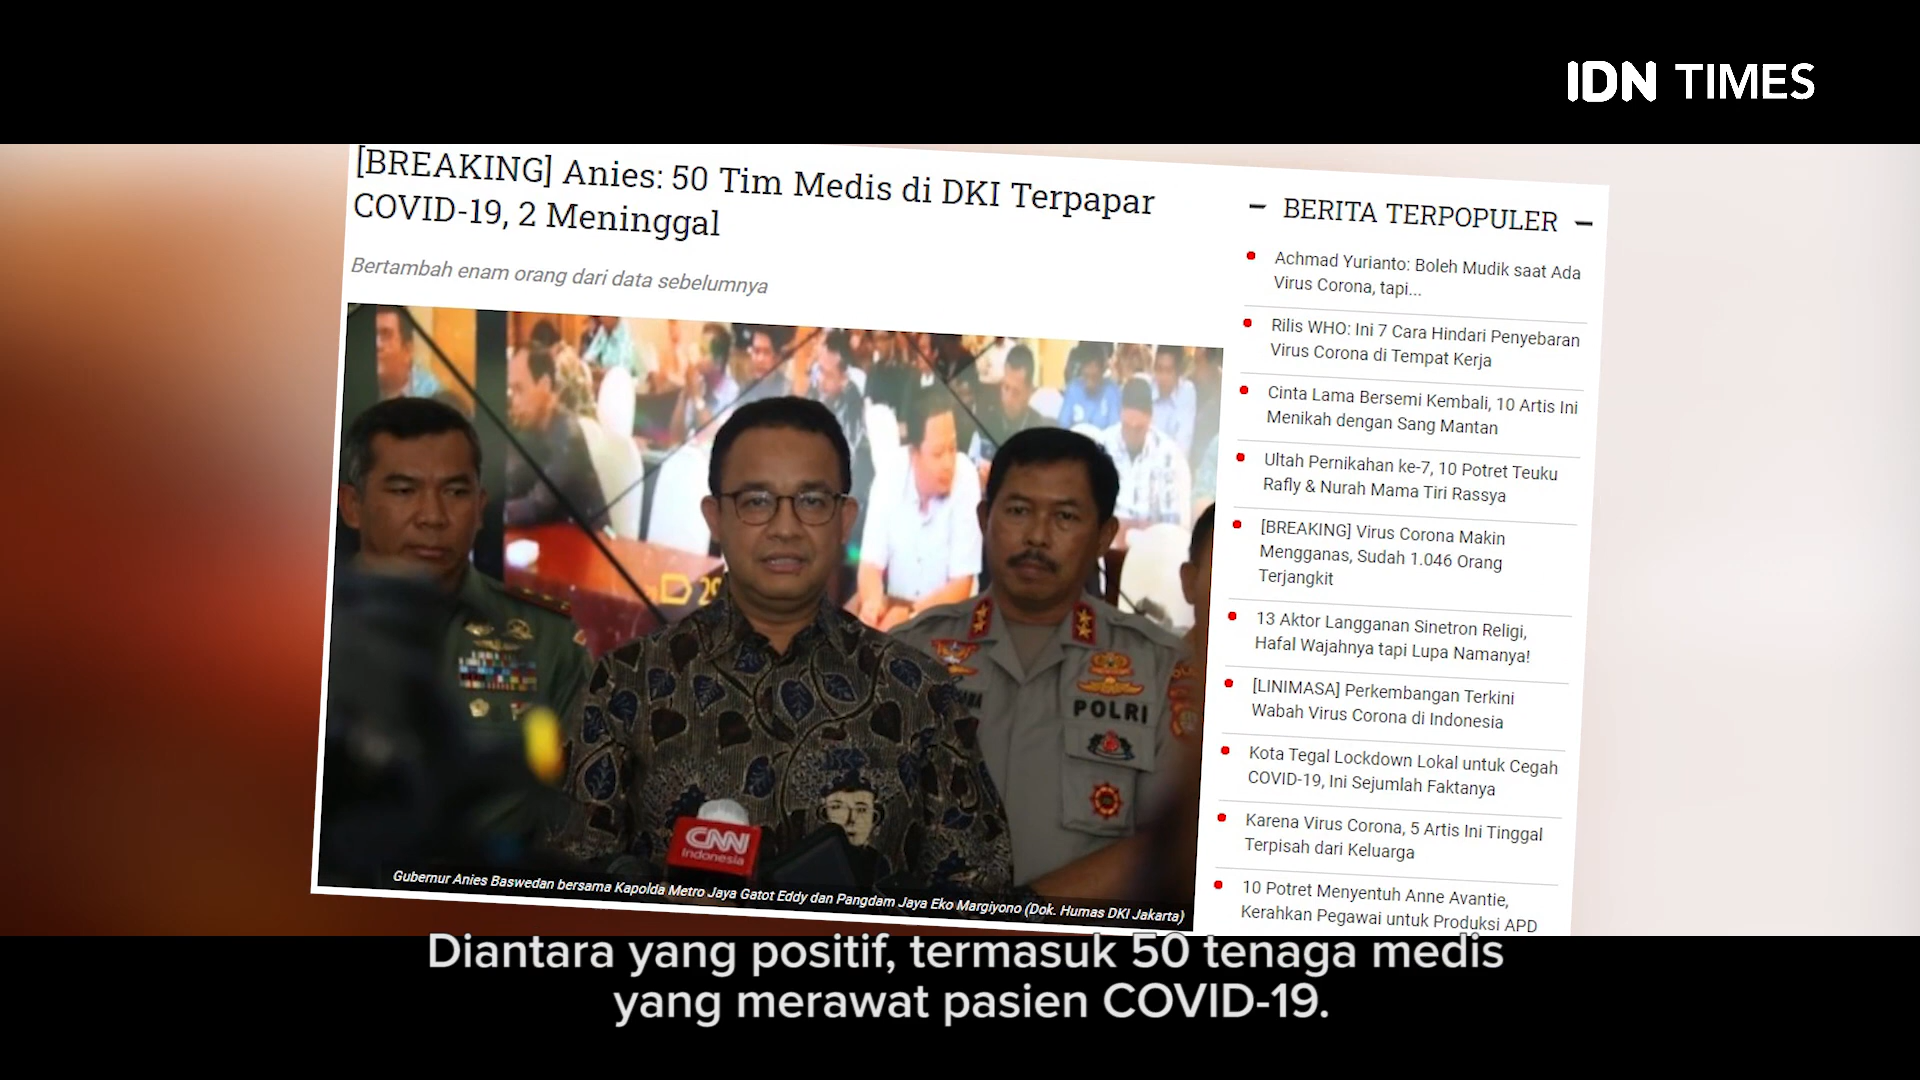 IDN TIMES
[BREAKING] Anies: 50 Tim Medis di DKI Terpapar
COVID-19, 2 Meninggal
Bertambah enam orang dari data sebelumnya
POLRI
CNN
Indonesia
Gubernur Anies Baswedan bersama Kapolda Metro Jaya Gatot Eddy dan Pangdam Jaya Eko Margiyono (Dok. Humas DKI Jakarta)
BERITA TERPOPULER
Achmad Yurianto: Boleh Mudik saat Ada
Virus Corona, tapi...
Rilis WHO: Ini 7 Cara Hindari Penyebaran
Virus Corona di Tempat Kerja
Cinta Lama Bersemi Kembali, 10 Artis Ini
Menikah dengan Sang Mantan
Ultah Pernikahan ke-7, 10 Potret Teuku
Rafly & Nurah Mama Tiri Rassya
[BREAKING] Virus Corona Makin
Mengganas, Sudah 1.046 Orang
Terjangkit
13 Aktor Langganan Sinetron Religi,
Hafal Wajahnya tapi Lupa Namanya!
[LINIMASA] Perkembangan Terkini
Wabah Virus Corona di Indonesia
Kota Tegal Lockdown Lokal untuk Cegah
COVID-19, Ini Sejumlah Faktanya
Karena Virus Corona, 5 Artis Ini Tinggal
Terpisah dari Keluarga
10 Potret Menyentuh Anne Avantie,
Kerahkan Pegawai untuk Produksi APD
Diantara yang positif, termasuk 50 tenaga medis
yang merawat pasien COVID-19.